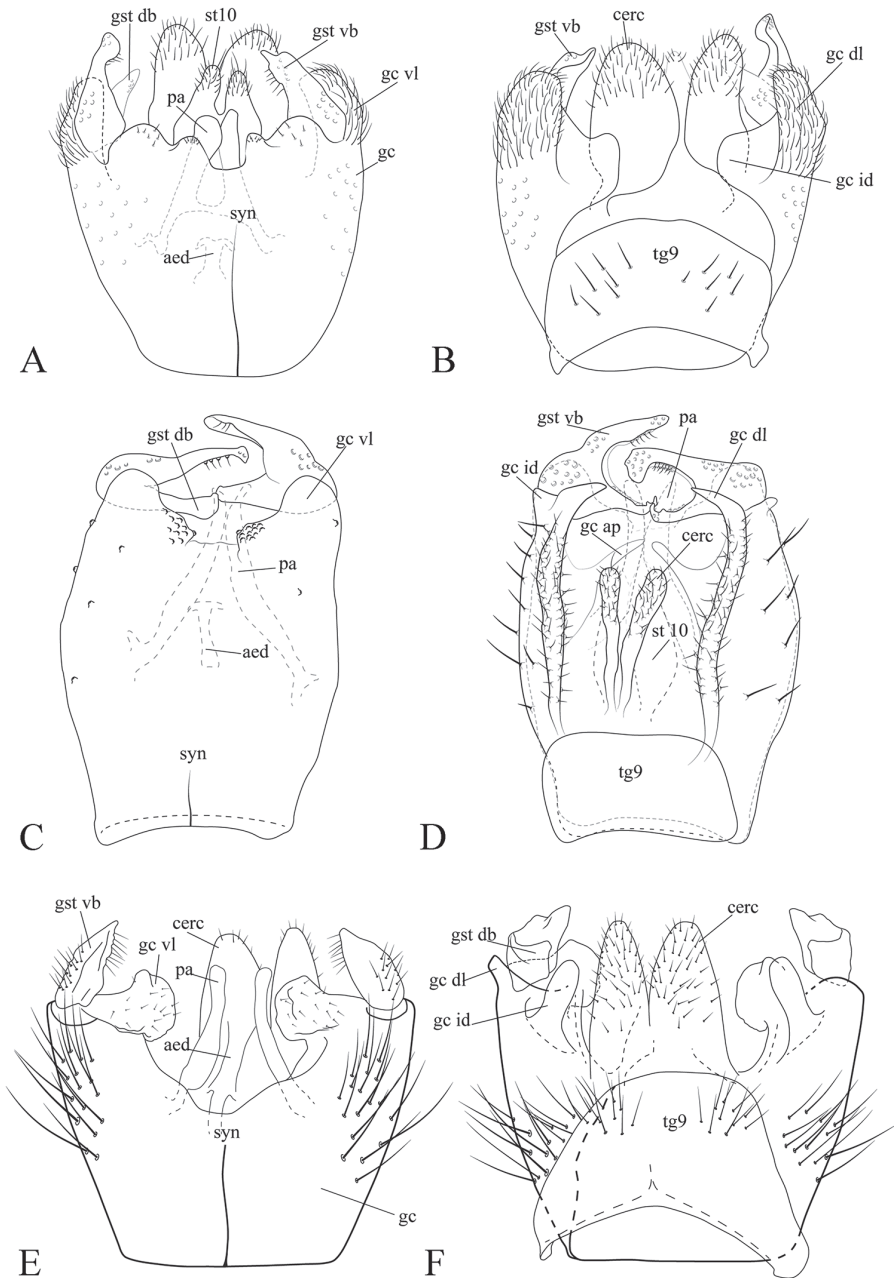 gst db
st10
gst vb
gc vl
pa
gc
syn
aed
A
gst vb
cerc
gc dl
gc id
tg9
B
gst db
gc vl
pa
aed
syn
C
gst vb
pa
gc dl
gc id
gc ap
cerc
st 10
tg9
D
gst vb
cerc
gc vl
pa
aed
syn
gc
E
cerc
gst db
gc dl
gc id
tg9
F